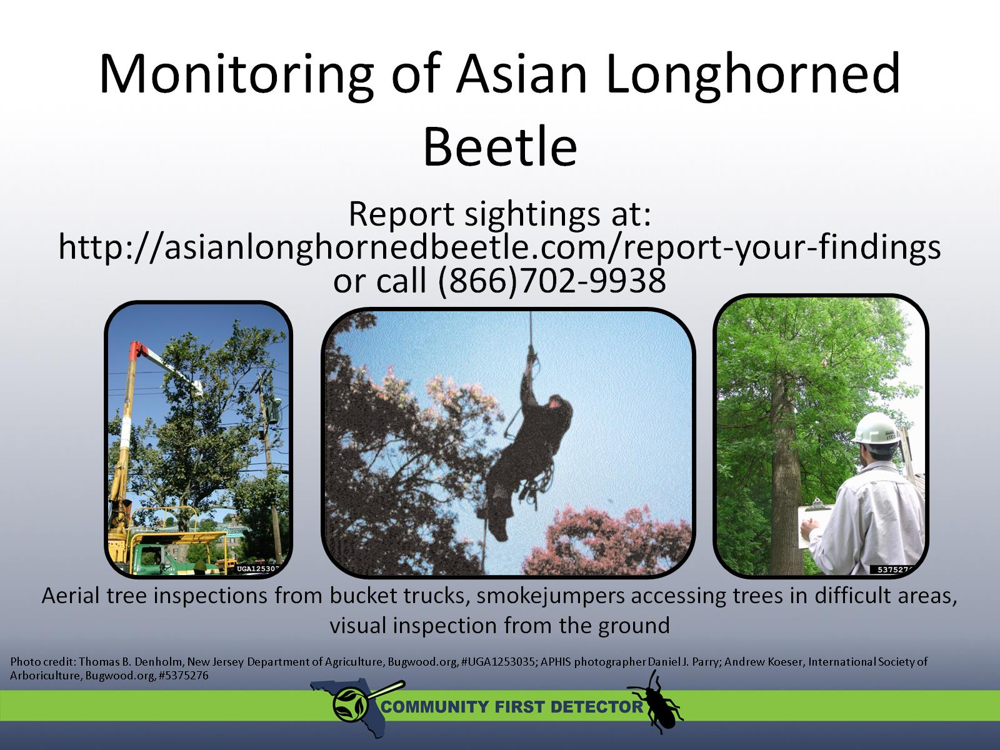 Monitoring of Asian Longhorned
Beetle
Report sightings at:
http://asianlonghornedbeetle.com/report-your-findings
or call (866)702-9938
UGA125303
5375276
Aerial tree inspections from bucket trucks, smokejumpers accessing trees in difficult areas,
visual inspection from the ground
Photo credit: Thomas B. Denholm, New Jersey Department of Agriculture, Bugwood.org, #UGA1253035; APHIS photographer Daniel J. Parry; Andrew Koeser, International Society of
Arboriculture, Bugwood.org, #5375276
COMMUNITY FIRST DETECTOR